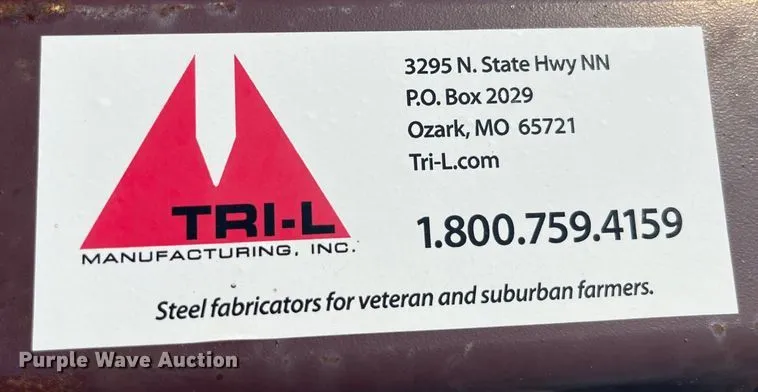 TRI-L
MANUFACTURING, INC.
3295 N. State Hwy NN
P.O. Box 2029
Ozark, MO 65721
Tri-L.com
1.800.759.4159
Steel fabricators for veteran and suburban farmers.
Purple Wave Auction